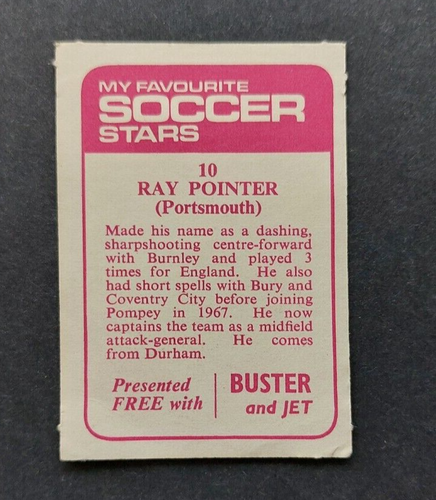 MY FAVOURITE
SOCCER
STARS
10
RAY POINTER
(Portsmouth)
Made his name as a dashing,
sharpshooting centre-forward
with Burnley and played 3
times for England. He also
had short spells with Bury and
Coventry City before joining
Pompey in 1967. He now
captains the team as a midfield
attack-general. He comes
from Durham.
Presented
FREE with
BUSTER
and JET